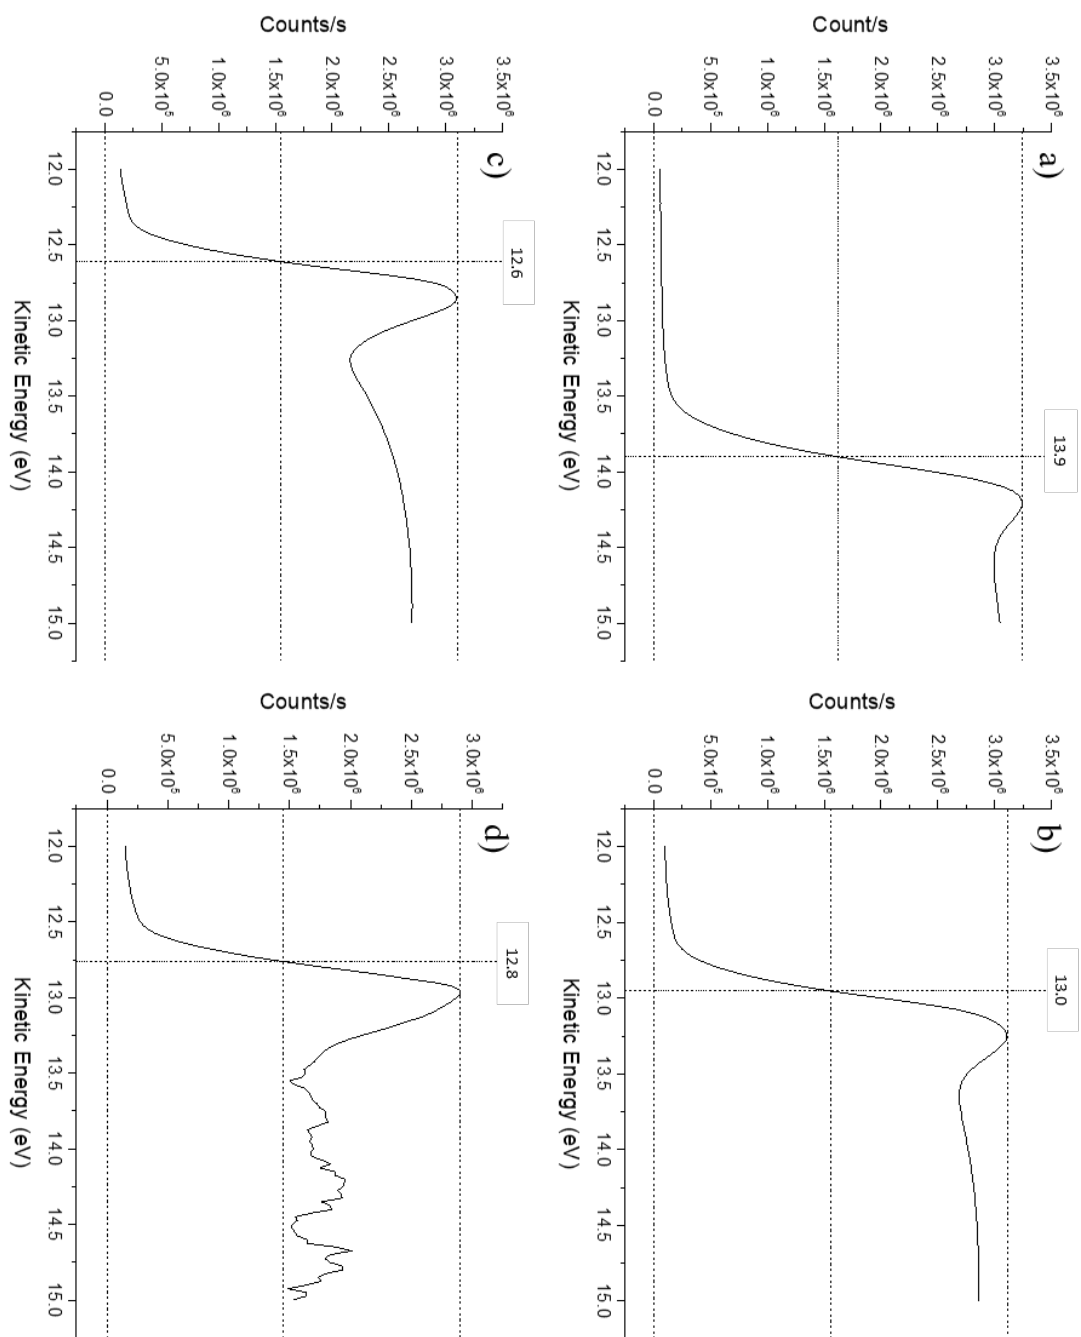 a)
13.9
Count/s
3.5x10⁶
3.0x10⁶
2.5x10⁶
2.0x10⁶
1.5x10⁶
1.0x10⁶
5.0x10⁵
0.0
12.0 12.5 13.0 13.5 14.0 14.5 15.0
Kinetic Energy (eV)
b)
13.0
Counts/s
3.5x10⁶
3.0x10⁶
2.5x10⁶
2.0x10⁶
1.5x10⁶
1.0x10⁶
5.0x10⁵
0.0
12.0 12.5 13.0 13.5 14.0 14.5 15.0
Kinetic Energy (eV)
c)
12.6
Counts/s
3.5x10⁶
3.0x10⁶
2.5x10⁶
2.0x10⁶
1.5x10⁶
1.0x10⁶
5.0x10⁵
0.0
12.0 12.5 13.0 13.5 14.0 14.5 15.0
Kinetic Energy (eV)
d)
12.8
Counts/s
3.0x10⁶
2.5x10⁶
2.0x10⁶
1.5x10⁶
1.0x10⁶
5.0x10⁵
0.0
12.0 12.5 13.0 13.5 14.0 14.5 15.0
Kinetic Energy (eV)